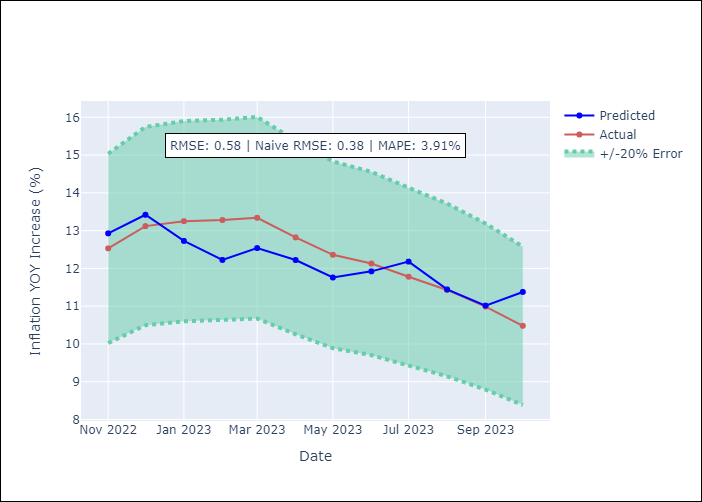 RMSE: 0.58 | Naive RMSE: 0.38 | MAPE: 3.91%
Predicted
Actual
+/-20% Error
Inflation YOY Increase (%)
16
15
14
13
12
11
10
9
8
Nov 2022
Jan 2023
Mar 2023
May 2023
Jul 2023
Sep 2023
Date